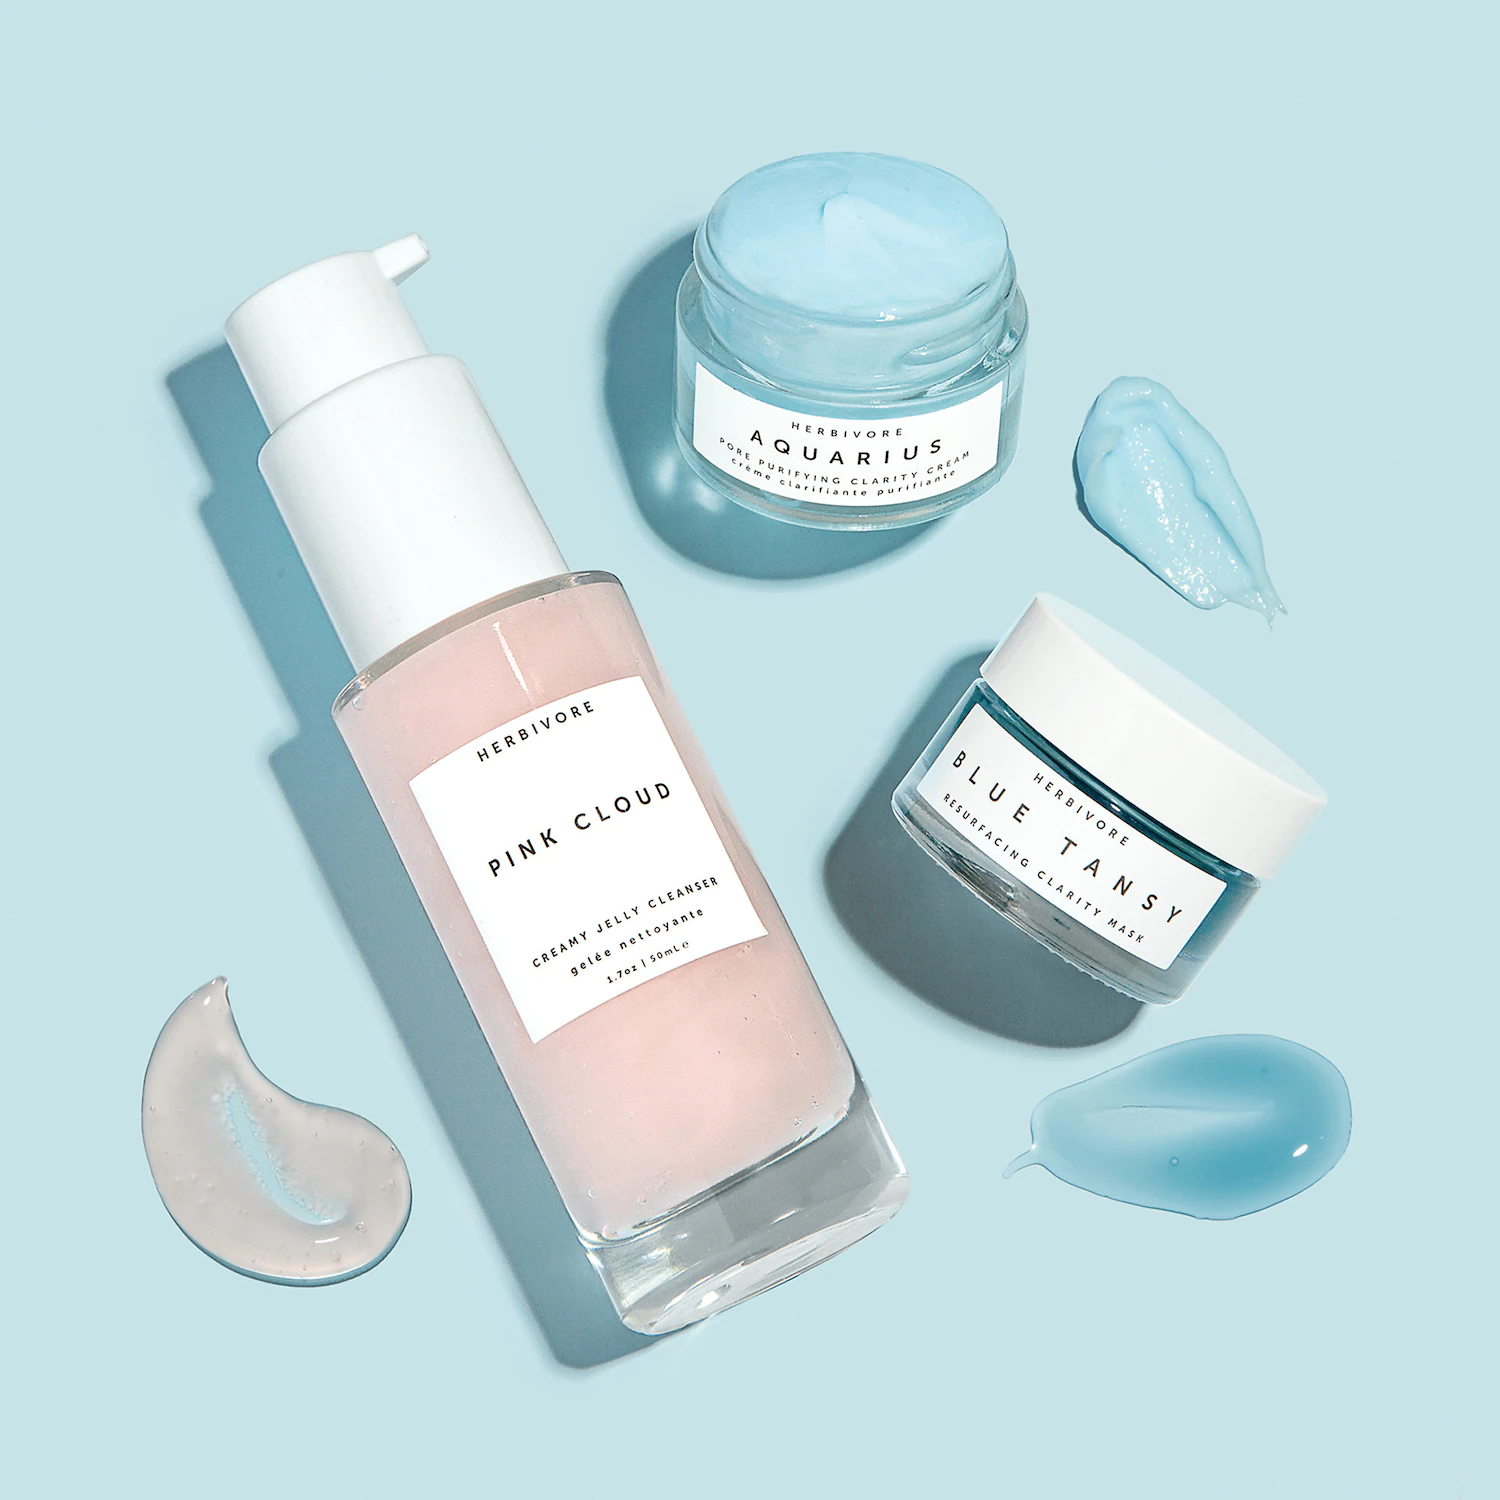 HERBIVORE
AQUARIUS
PORE PURIFYING CLARITY CREAM
crème clarifiante purifiante
HERBIVORE
PINK CLOUD
CREAMY JELLY CLEANSER
gelée nettoyante
1.7oz | 50mL℮
HERBIVORE
BLUE TANSY
RESURFACING CLARITY MASK